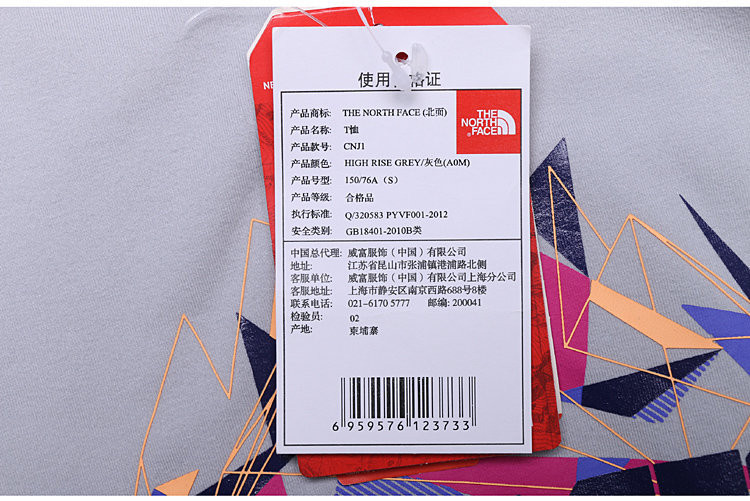 NE
使用 格证
产品商标: THE NORTH FACE (北面)
THE
NORTH
FACE
产品名称: T恤
产品款号: CNJ1
产品颜色: HIGH RISE GREY/灰色(A0M)
产品号型: 150/76A（S）
产品等级: 合格品
执行标准: Q/320583 PYVF001-2012
安全类别: GB18401-2010B类
中国总代理: 威富服饰（中国）有限公司
地址: 江苏省昆山市张浦镇港浦路北侧
客服单位: 威富服饰（中国）有限公司上海分公司
客服地址: 上海市静安区南京西路688号8楼
联系电话: 021-6170 5777 邮编: 200041
检验员: 02
产地: 柬埔寨
6 959576 123733